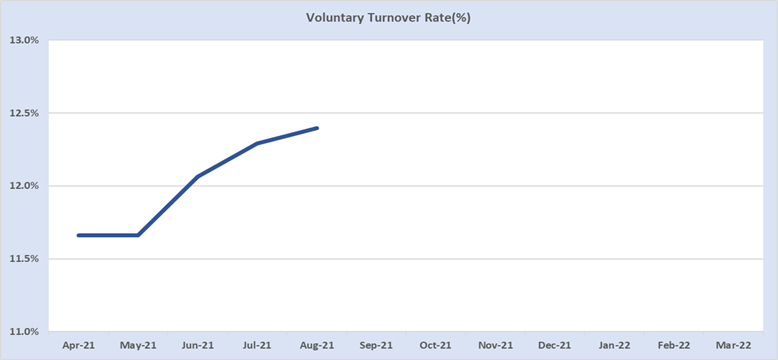 Voluntary Turnover Rate(%)
13.0%
12.5%
12.0%
11.5%
11.0%
Apr-21 May-21 Jun-21 Jul-21 Aug-21 Sep-21 Oct-21 Nov-21 Dec-21 Jan-22 Feb-22 Mar-22